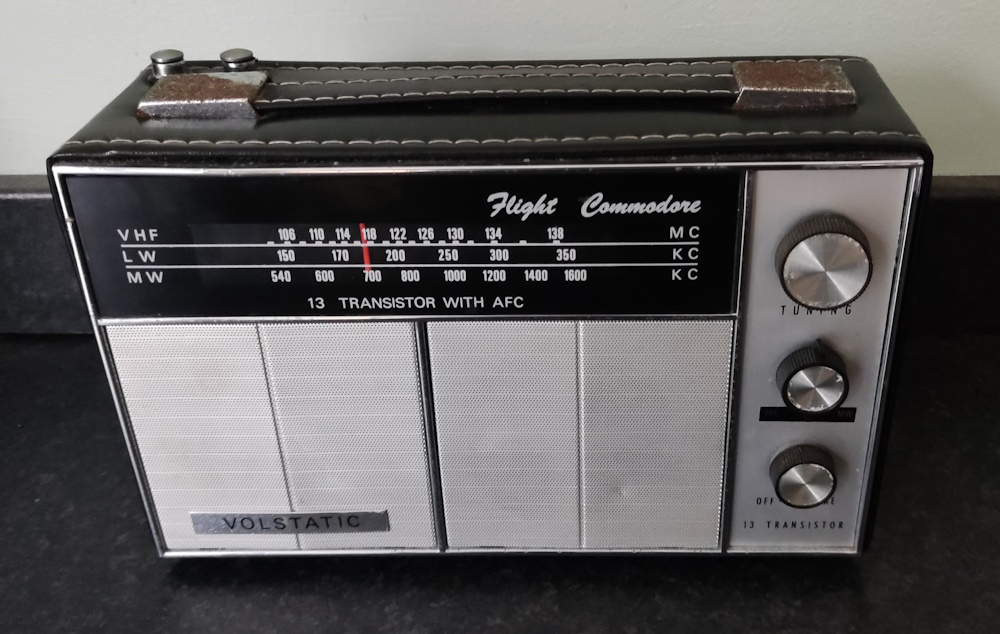 Flight Commodore
VHF 106 110 114 118 122 126 130 134 138 MC
LW 150 170 200 250 300 350 KC
MW 540 600 700 800 1000 1200 1400 1600 KC
13 TRANSISTOR WITH AFC
TUNING
OFF
13 TRANSISTOR
VOLSTATIC